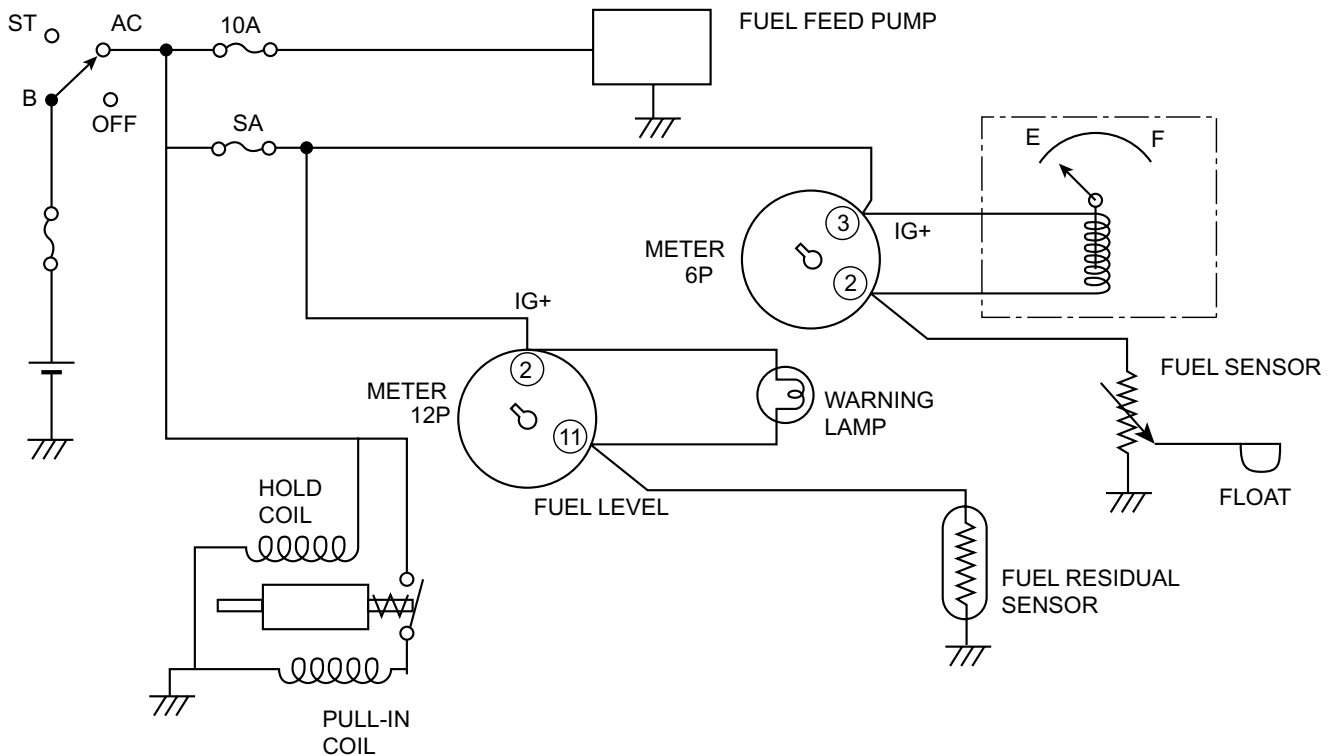 ST
AC
10A
FUEL FEED PUMP
B
OFF
SA
E
F
3
IG+
METER
6P
2
IG+
2
METER
12P
11
WARNING
LAMP
FUEL SENSOR
FLOAT
FUEL LEVEL
HOLD
COIL
FUEL RESIDUAL
SENSOR
PULL-IN
COIL